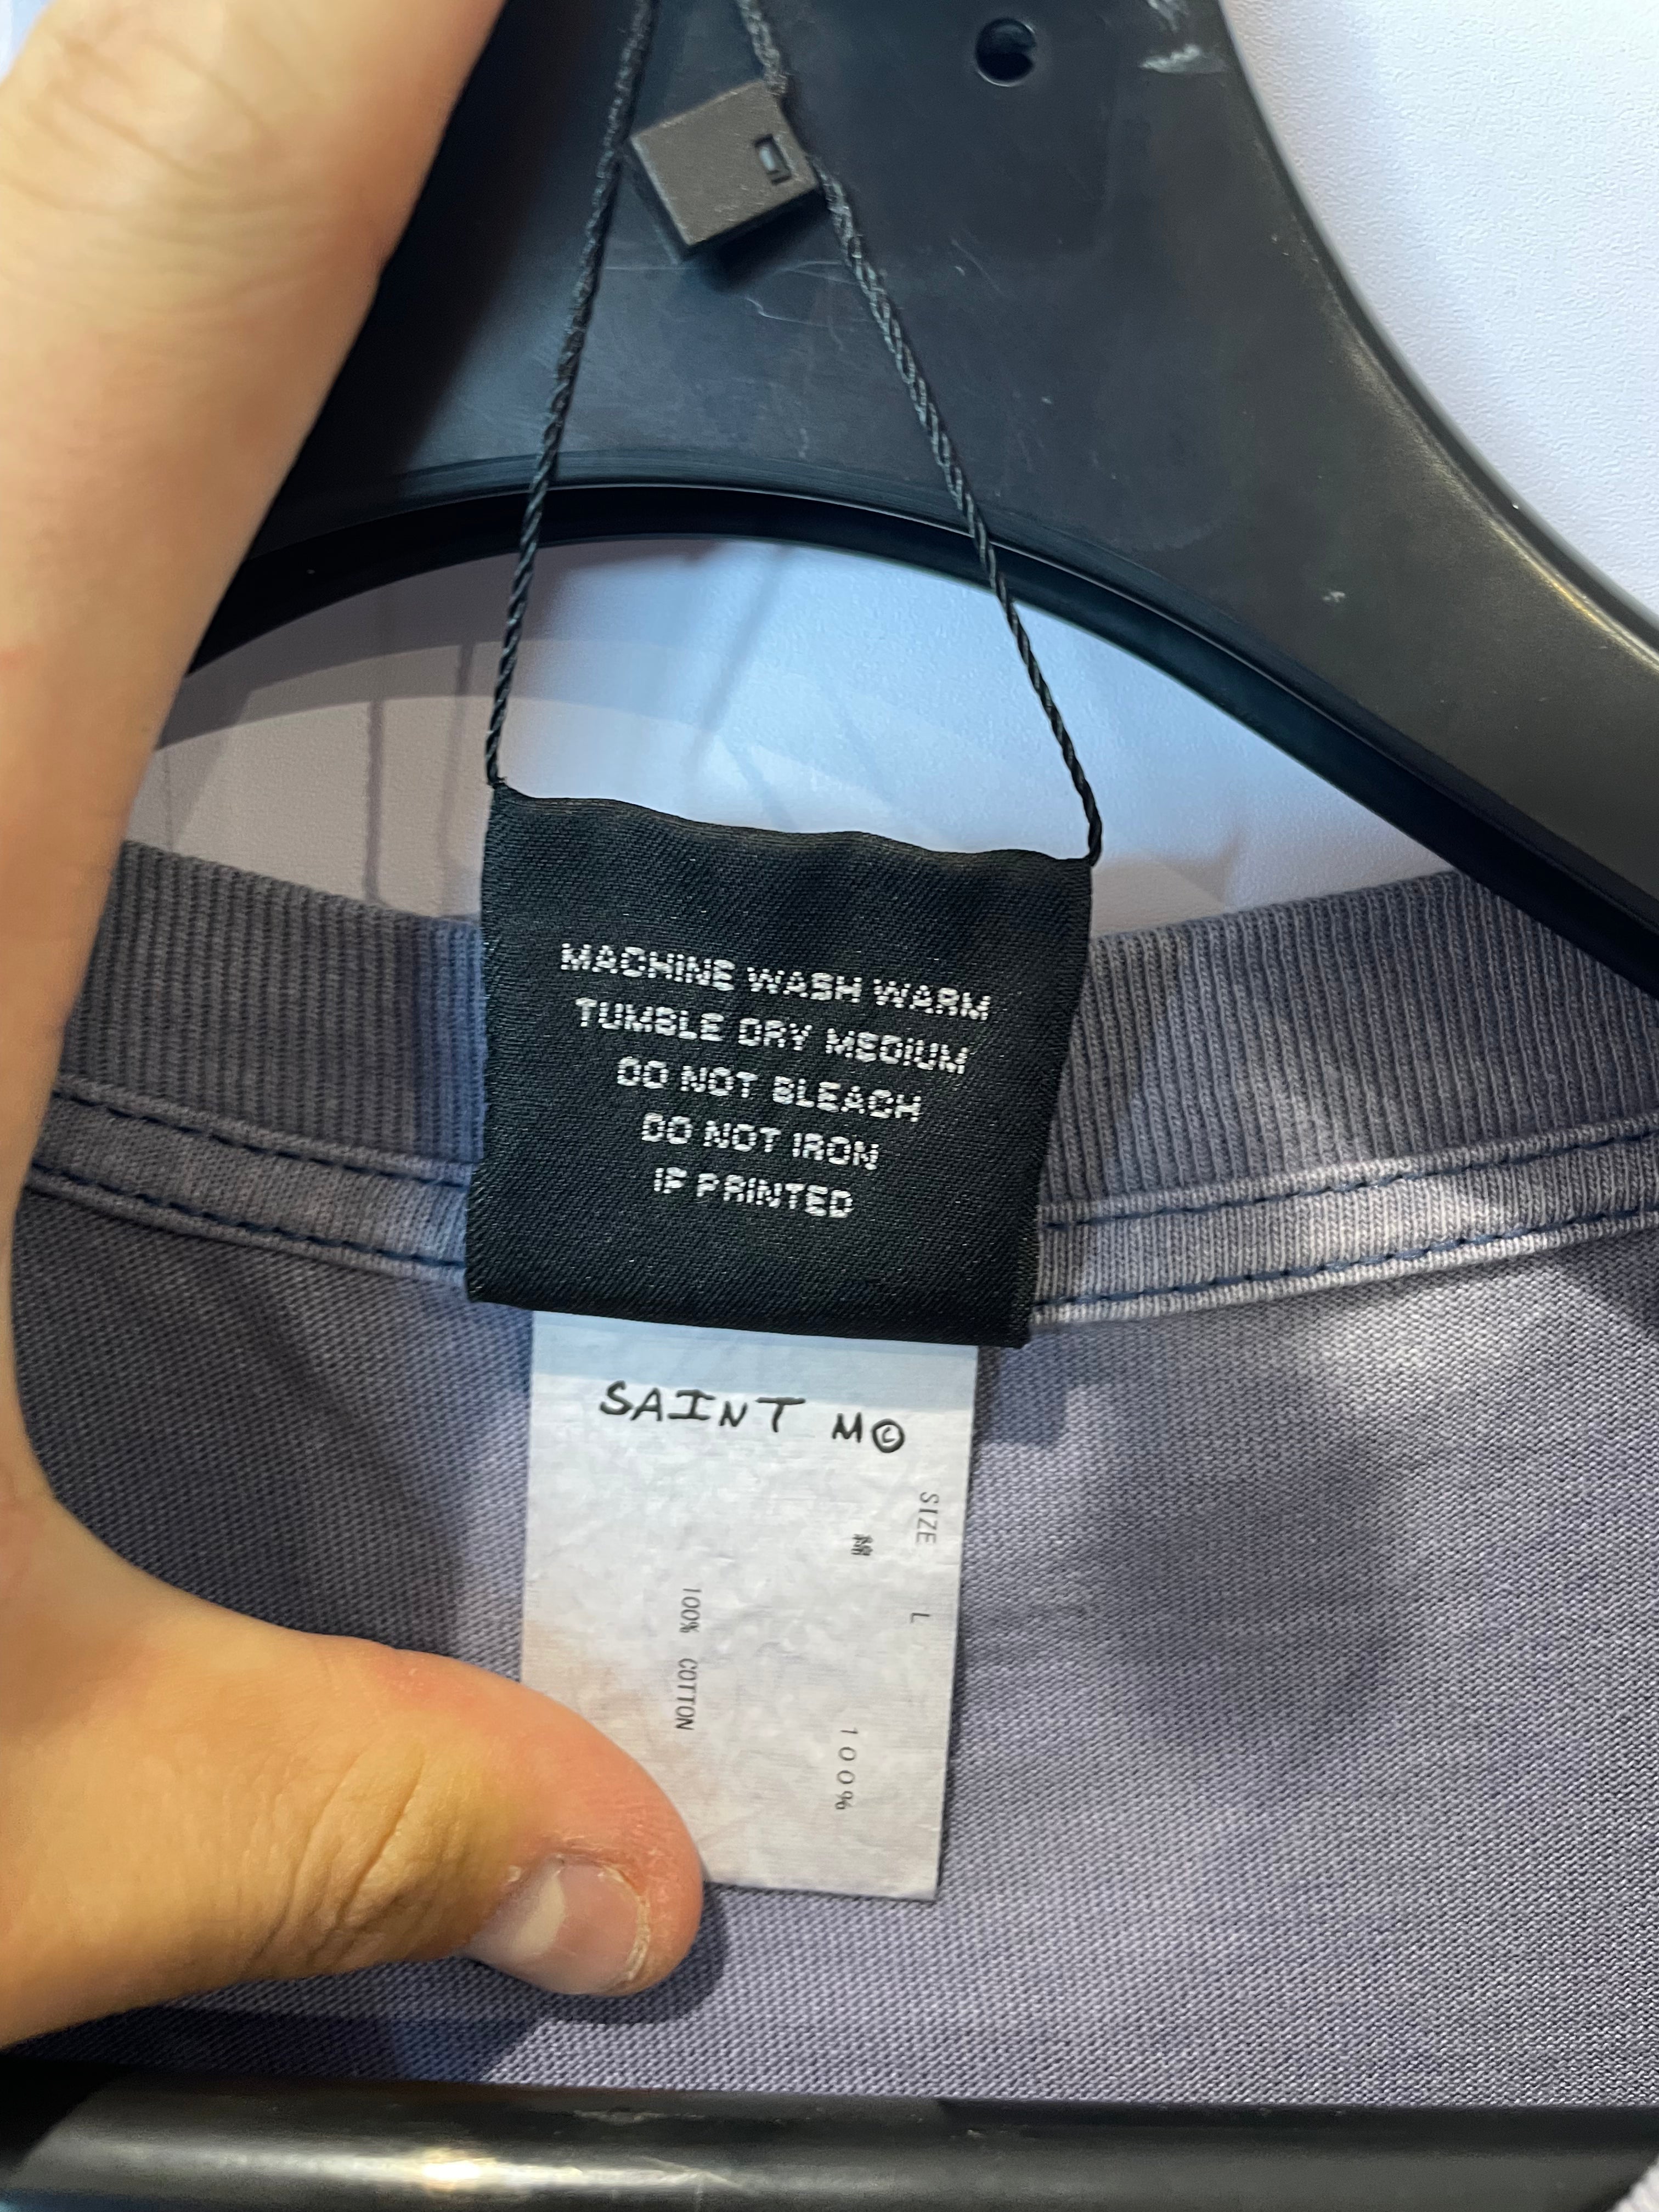 MACHINE WASH WARM
TUMBLE DRY MEDIUM
DO NOT BLEACH
DO NOT IRON
IF PRINTED
SAINT M©
SIZE L
綿 100%
100% COTTON